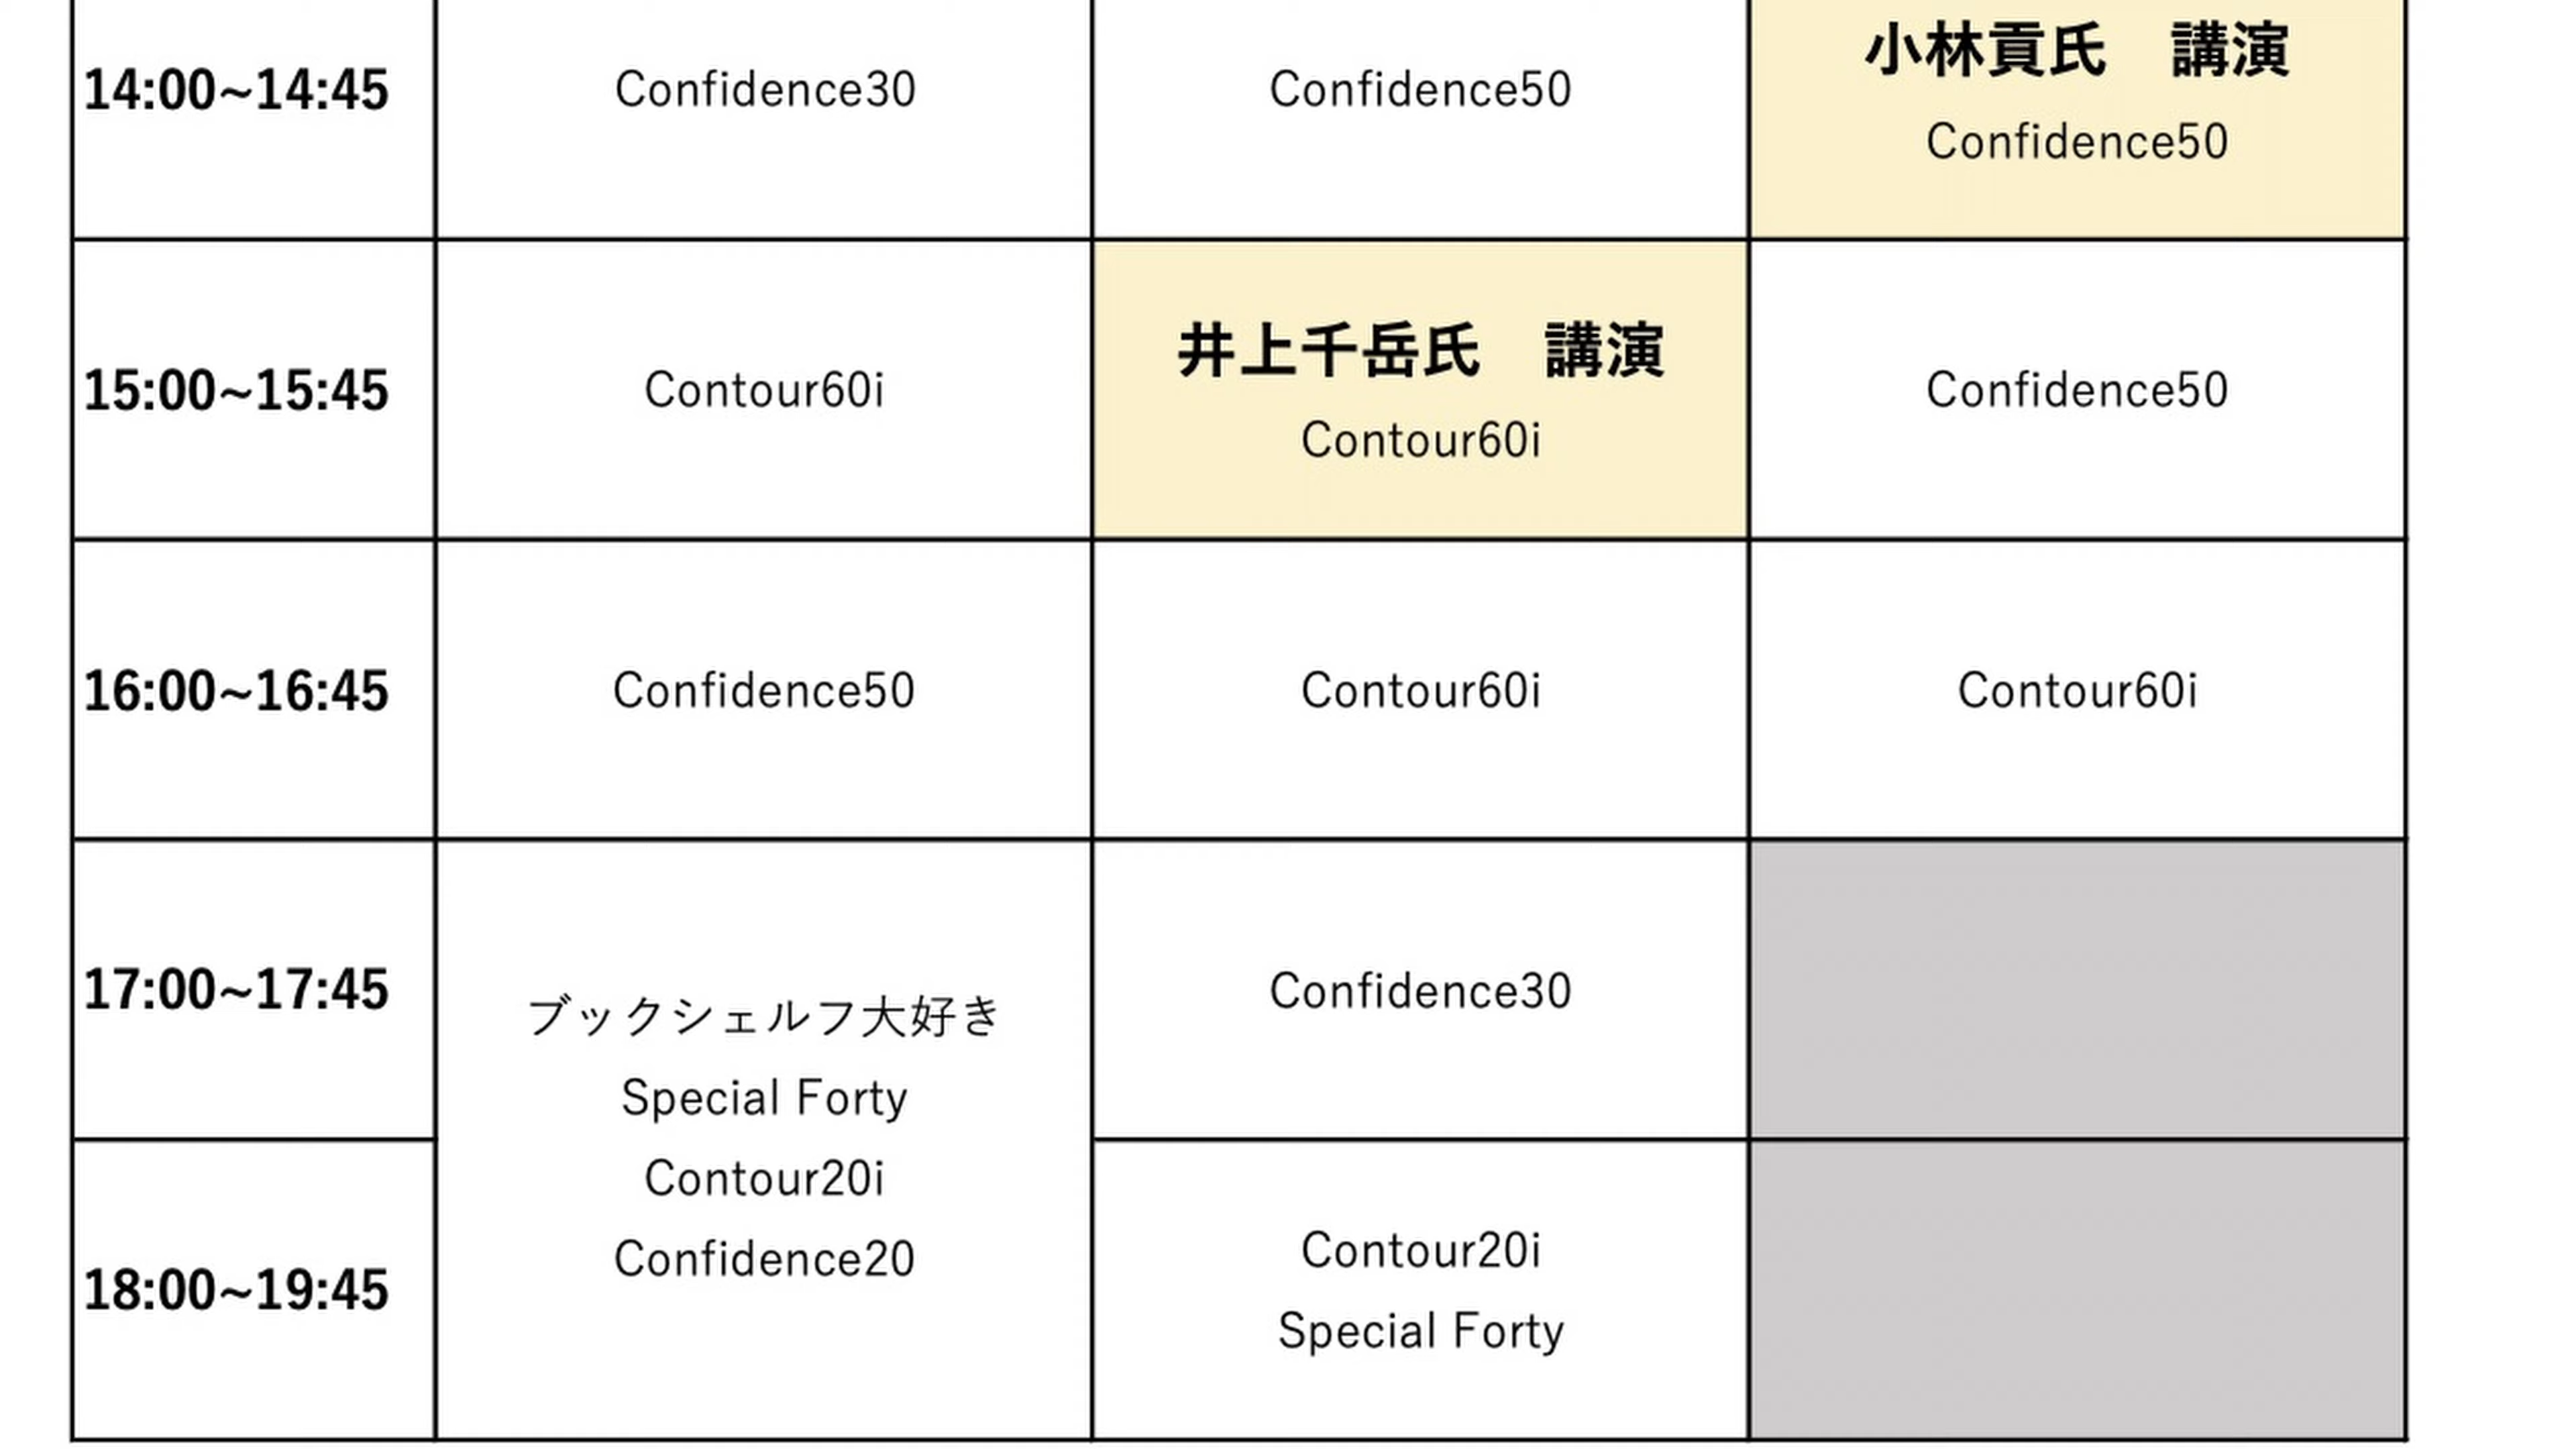 14:00~14:45
Confidence30
Confidence50
小林貢氏　講演
Confidence50
15:00~15:45
Contour60i
井上千岳氏　講演
Contour60i
Confidence50
16:00~16:45
Confidence50
Contour60i
Contour60i
17:00~17:45
ブックシェルフ大好き
Special Forty
Contour20i
Confidence20
Confidence30
18:00~19:45
Contour20i
Special Forty